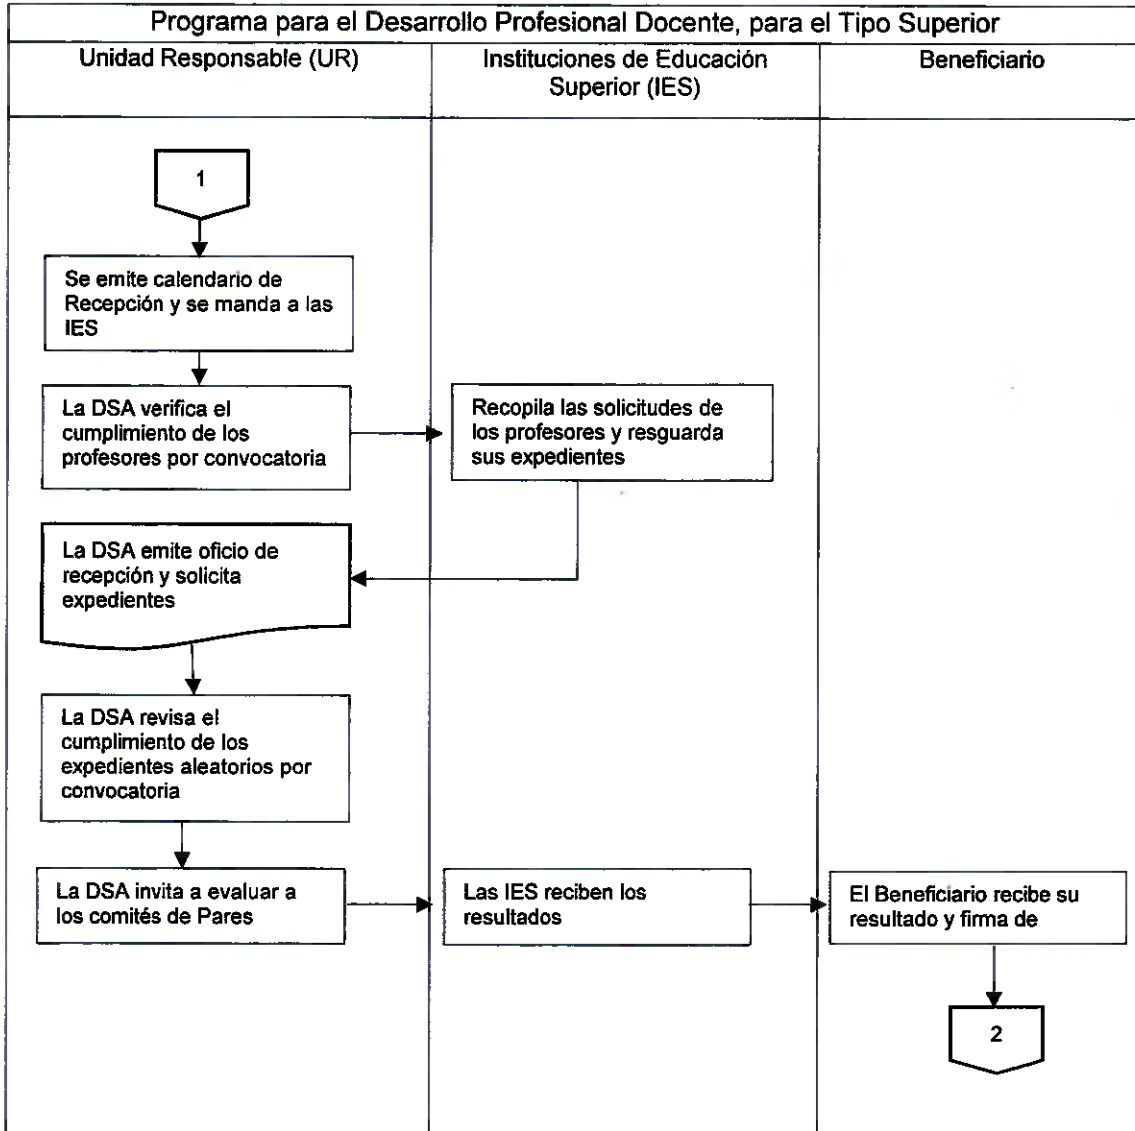 Programa para el Desarrollo Profesional Docente, para el Tipo Superior
Unidad Responsable (UR)
Instituciones de Educación
Superior (IES)
Beneficiario
1
Se emite calendario de
Recepción y se manda a las
IES
La DSA verifica el
cumplimiento de los
profesores por convocatoria
Recopila las solicitudes de
los profesores y resguarda
sus expedientes
La DSA emite oficio de
recepción y solicita
expedientes
La DSA revisa el
cumplimiento de los
expedientes aleatorios por
convocatoria
La DSA invita a evaluar a
los comités de Pares
Las IES reciben los
resultados
El Beneficiario recibe su
resultado y firma de
2